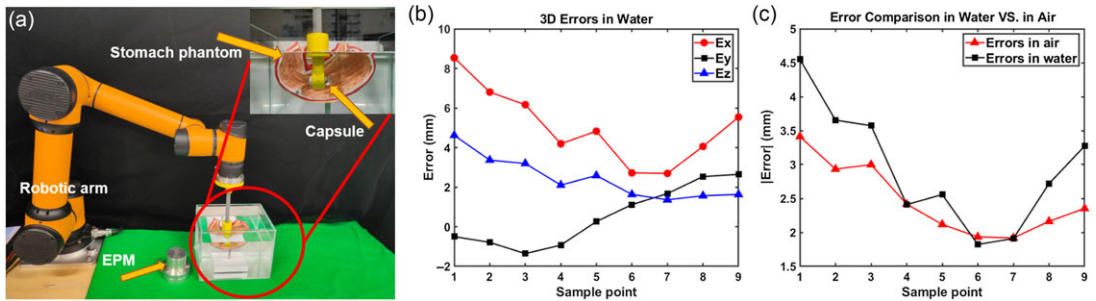 (a)
Stomach phantom
Capsule
Robotic arm
EPM
(b)
3D Errors in Water
Ex
Ey
Ez
Error (mm)
10
8
6
4
2
0
−2
1 2 3 4 5 6 7 8 9
Sample point
(c)
Error Comparison in Water VS. in Air
Errors in air
Errors in water
|Error| (mm)
5
4.5
4
3.5
3
2.5
2
1.5
1 2 3 4 5 6 7 8 9
Sample point